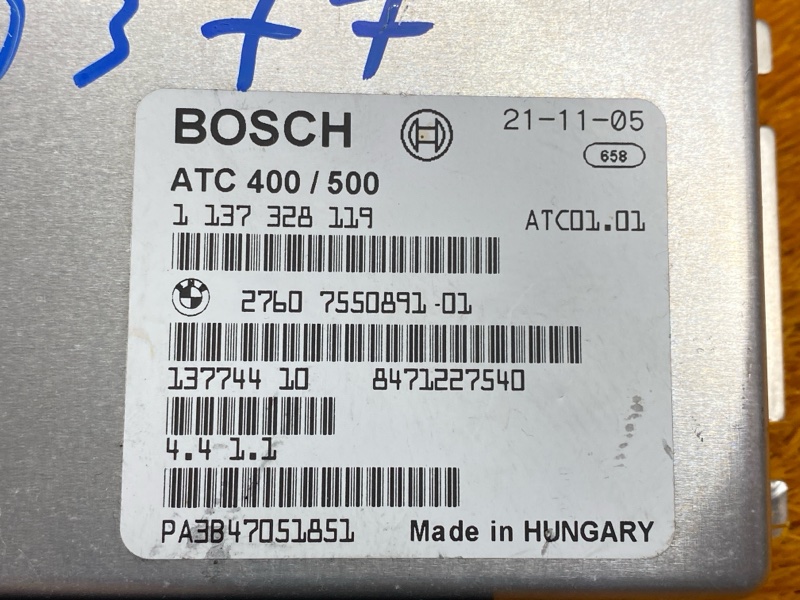 377
BOSCH 21-11-05
658
ATC 400 / 500
1 137 328 119 ATC01.01
2760 7550891-01
137744 10 8471227540
4.4 1.1
PA3B47051851 Made in HUNGARY